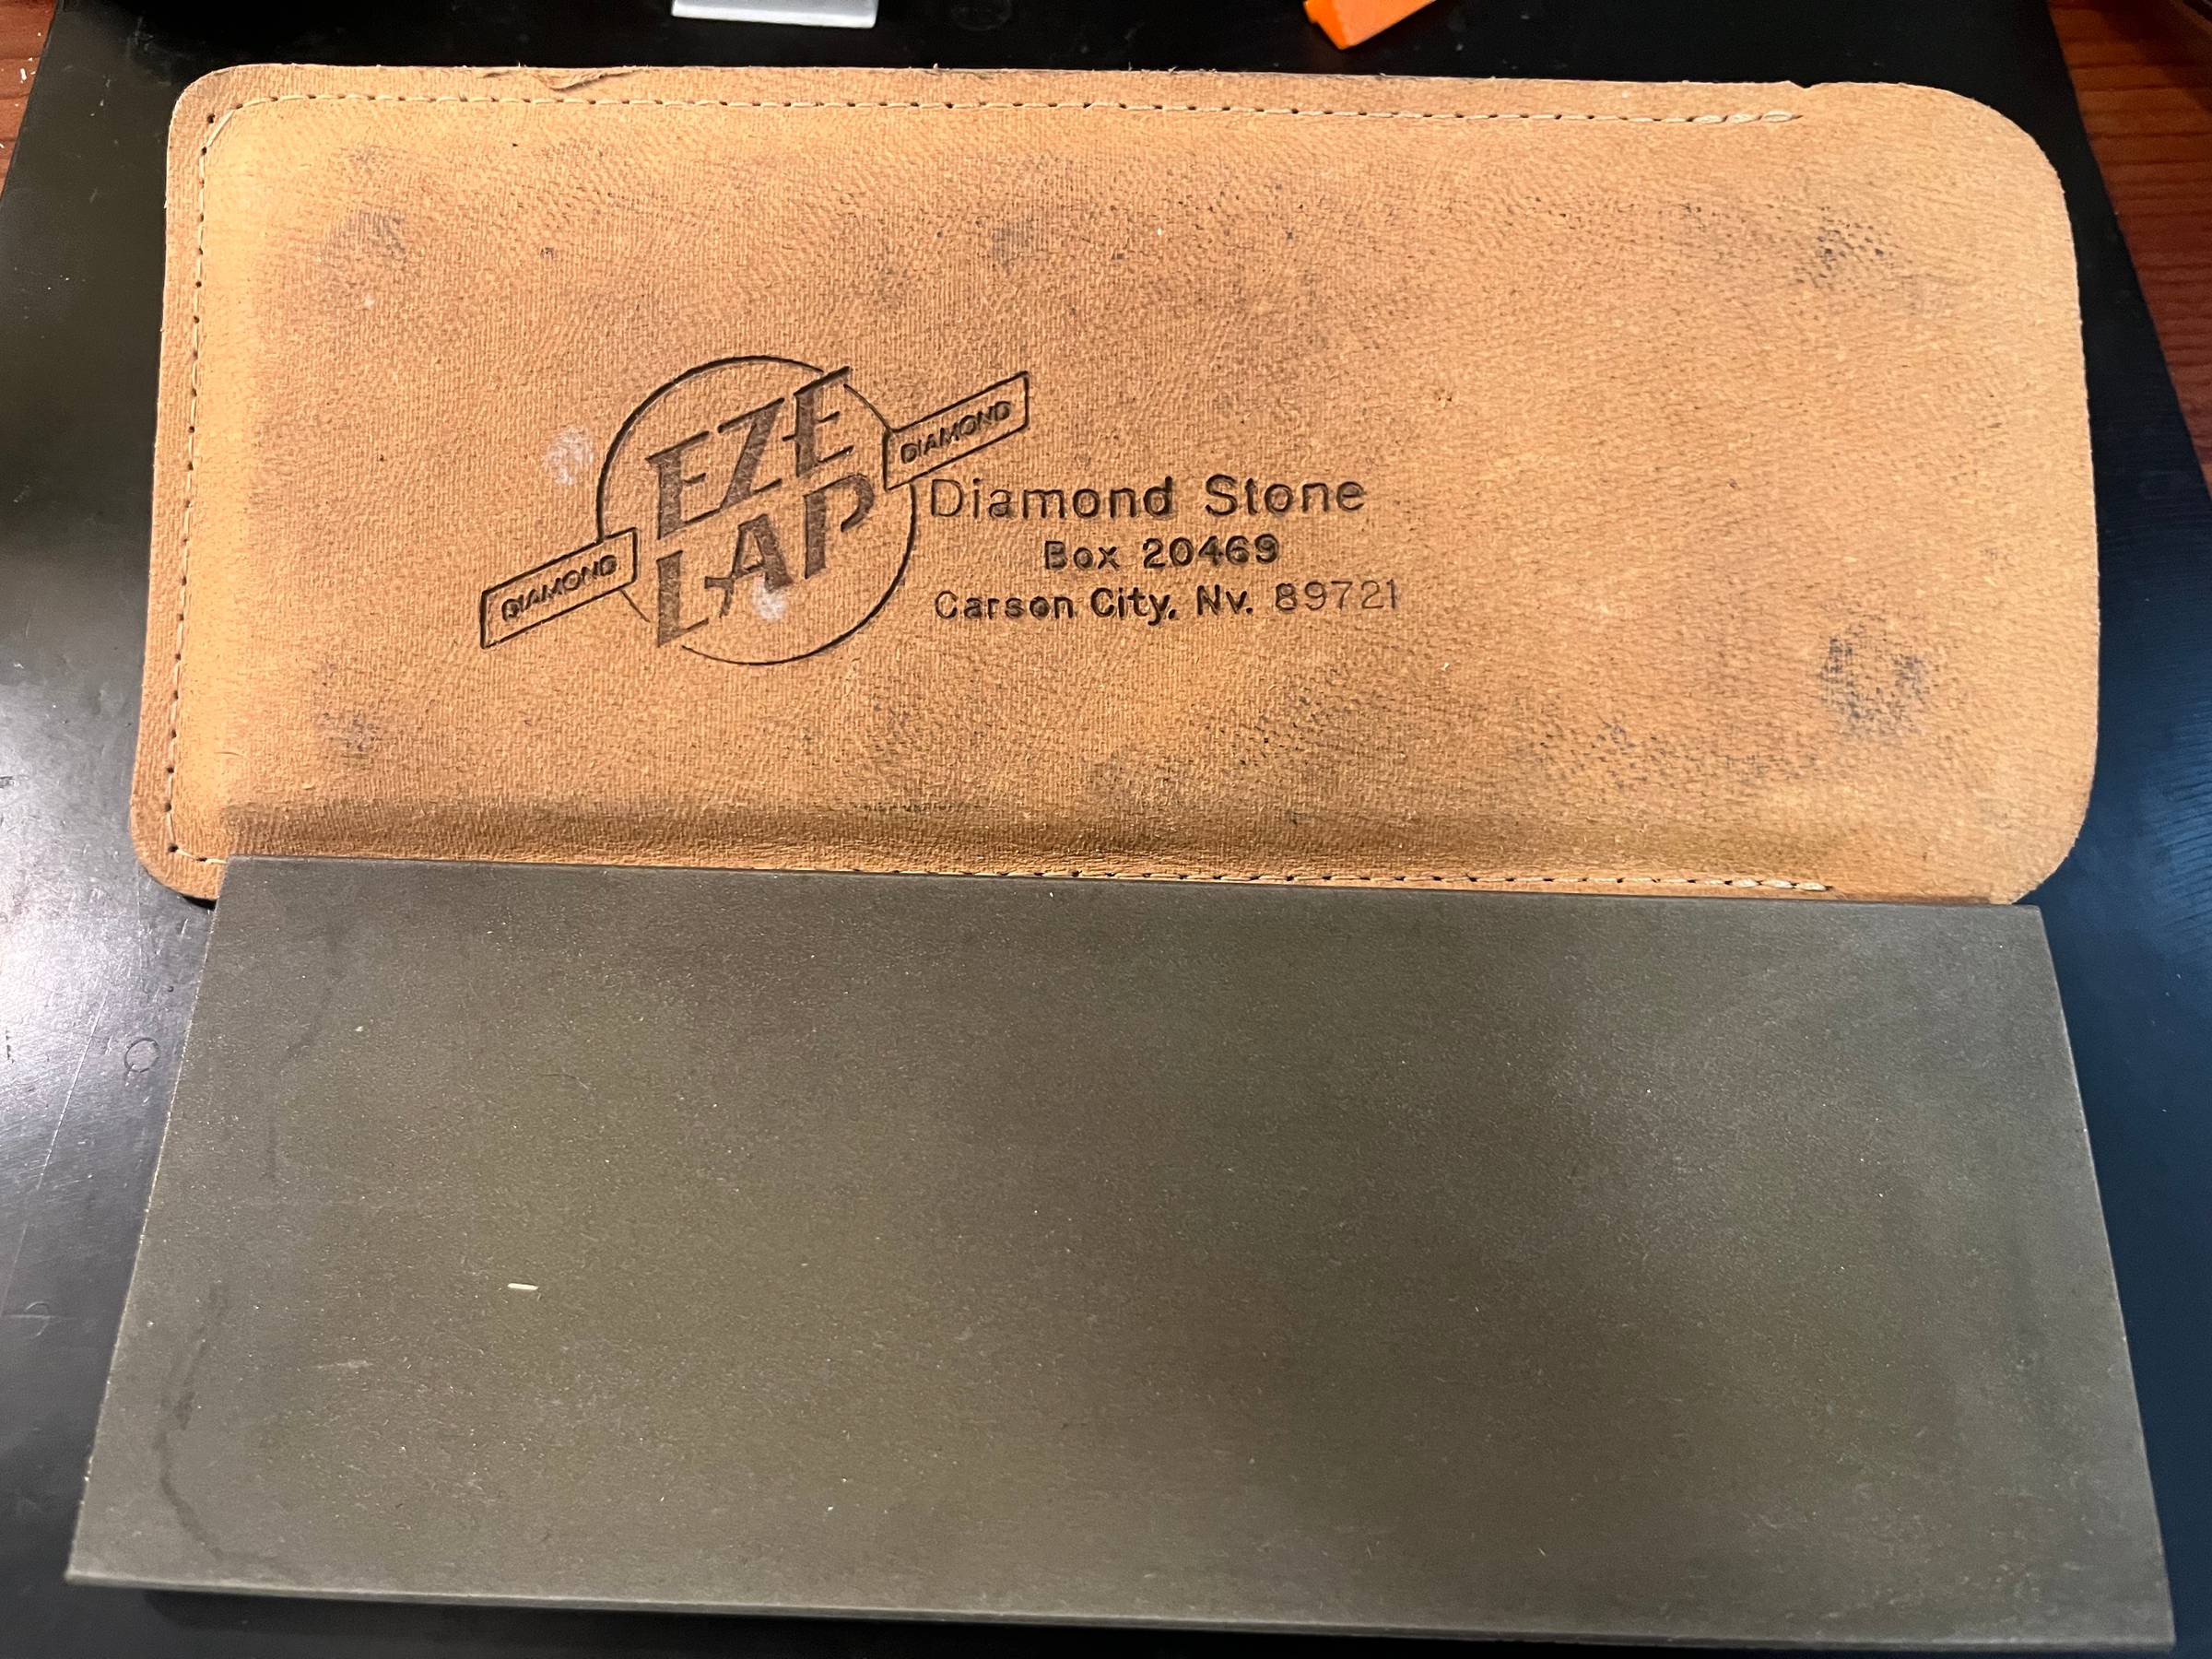 EZE
LAP
DIAMOND
DIAMOND
Diamond Stone
Box 20469
Carson City, Nv. 89721